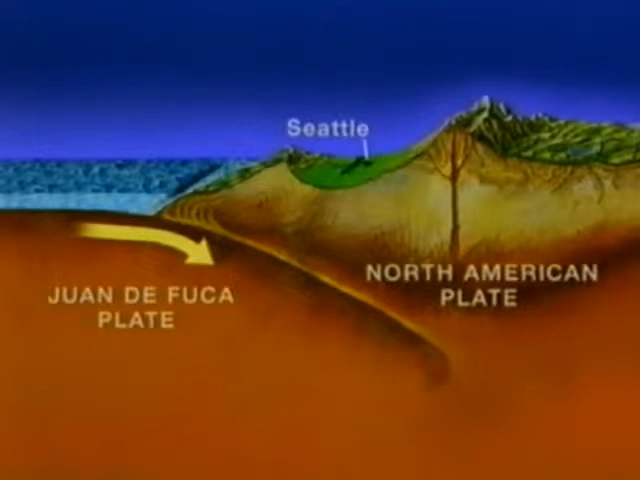 Seattle
NORTH AMERICAN
PLATE
JUAN DE FUCA
PLATE